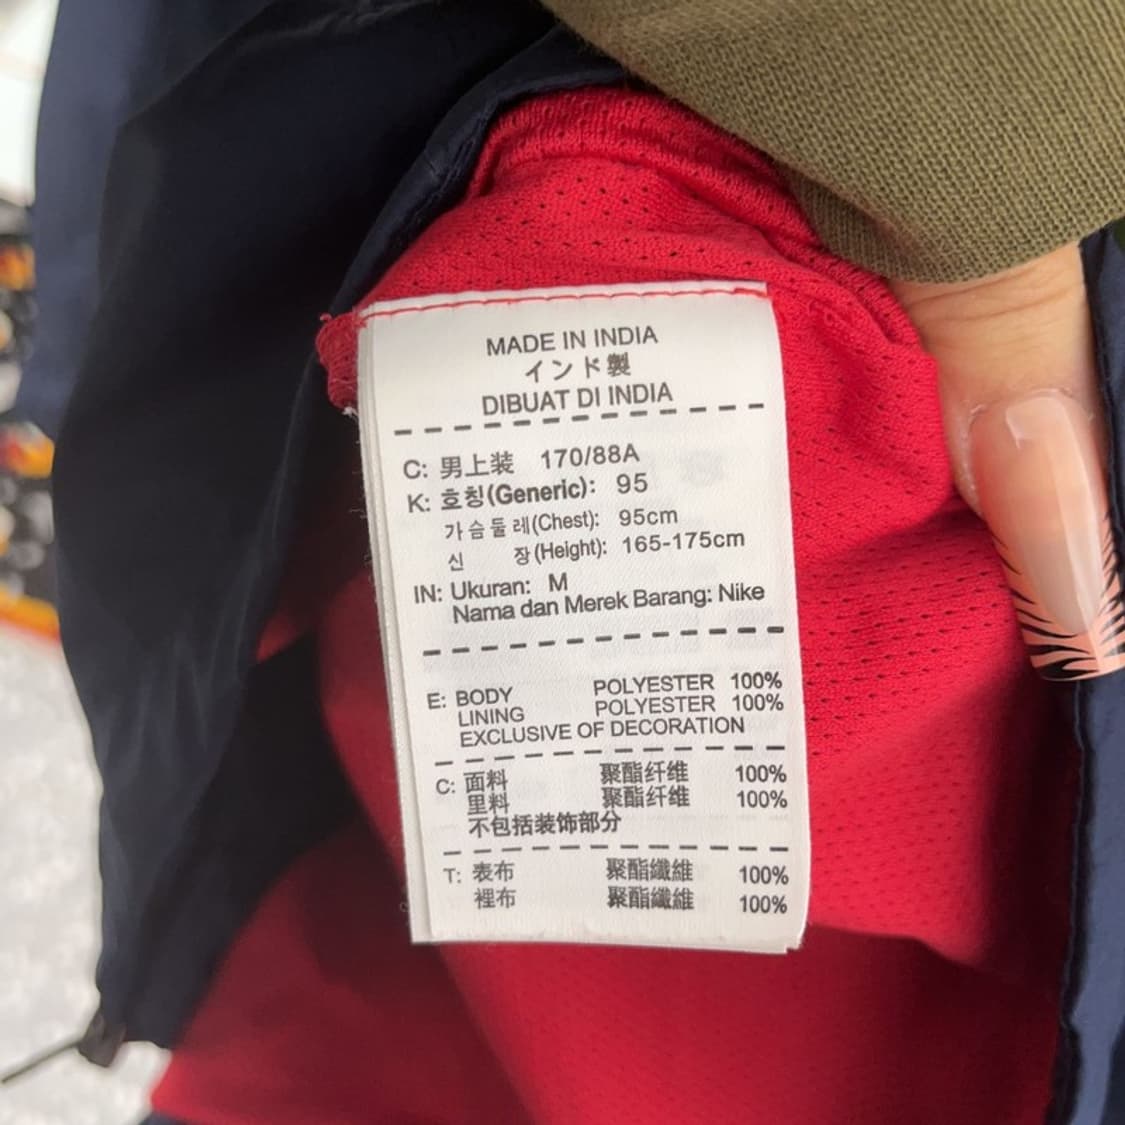 MADE IN INDIA
インド製
DIBUAT DI INDIA
C: 男上装 170/88A
K: 호칭(Generic): 95
가슴둘레(Chest): 95cm
신 장(Height): 165-175cm
IN: Ukuran: M
Nama dan Merek Barang: Nike
E: BODY POLYESTER 100%
LINING POLYESTER 100%
EXCLUSIVE OF DECORATION
C: 面料 聚酯纤维 100%
里料 聚酯纤维 100%
不包括装饰部分
T: 表布 聚酯纖維 100%
裡布 聚酯纖維 100%